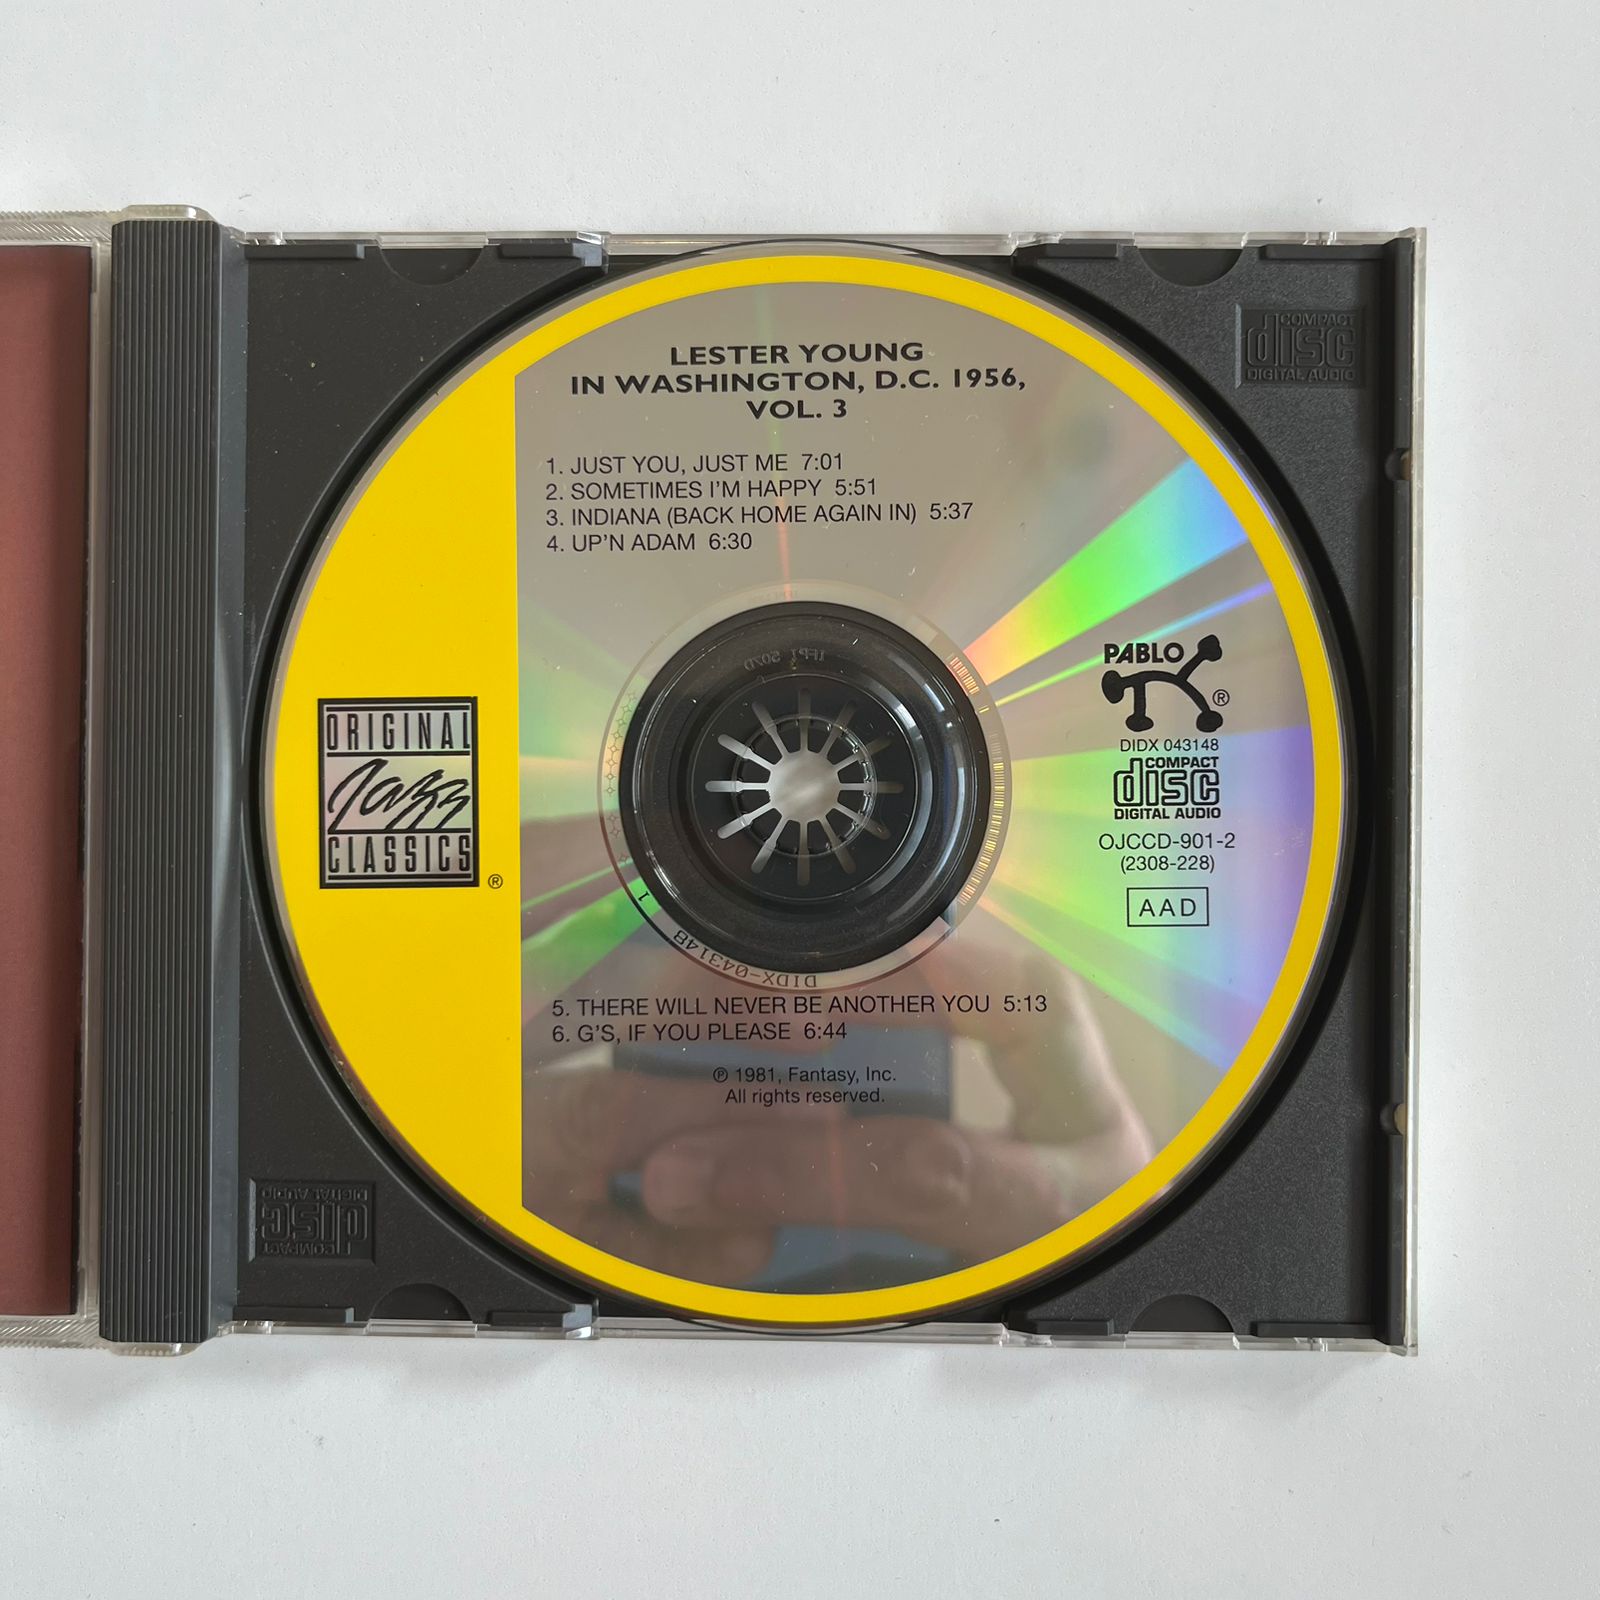 LESTER YOUNG
IN WASHINGTON, D.C. 1956,
VOL. 3
1. JUST YOU, JUST ME 7:01
2. SOMETIMES I'M HAPPY 5:51
3. INDIANA (BACK HOME AGAIN IN) 5:37
4. UP'N ADAM 6:30
ORIGINAL
Jazz
CLASSICS
®
PABLO
®
DIDX 043148
COMPACT
disc
DIGITAL AUDIO
OJCCD-901-2
(2308-228)
AAD
5. THERE WILL NEVER BE ANOTHER YOU 5:13
6. G'S, IF YOU PLEASE 6:44
℗ 1981, Fantasy, Inc.
All rights reserved.
IFPI 5070
DIDX-043148 1
COMPACT
disc
DIGITAL AUDIO
COMPACT
disc
DIGITAL AUDIO